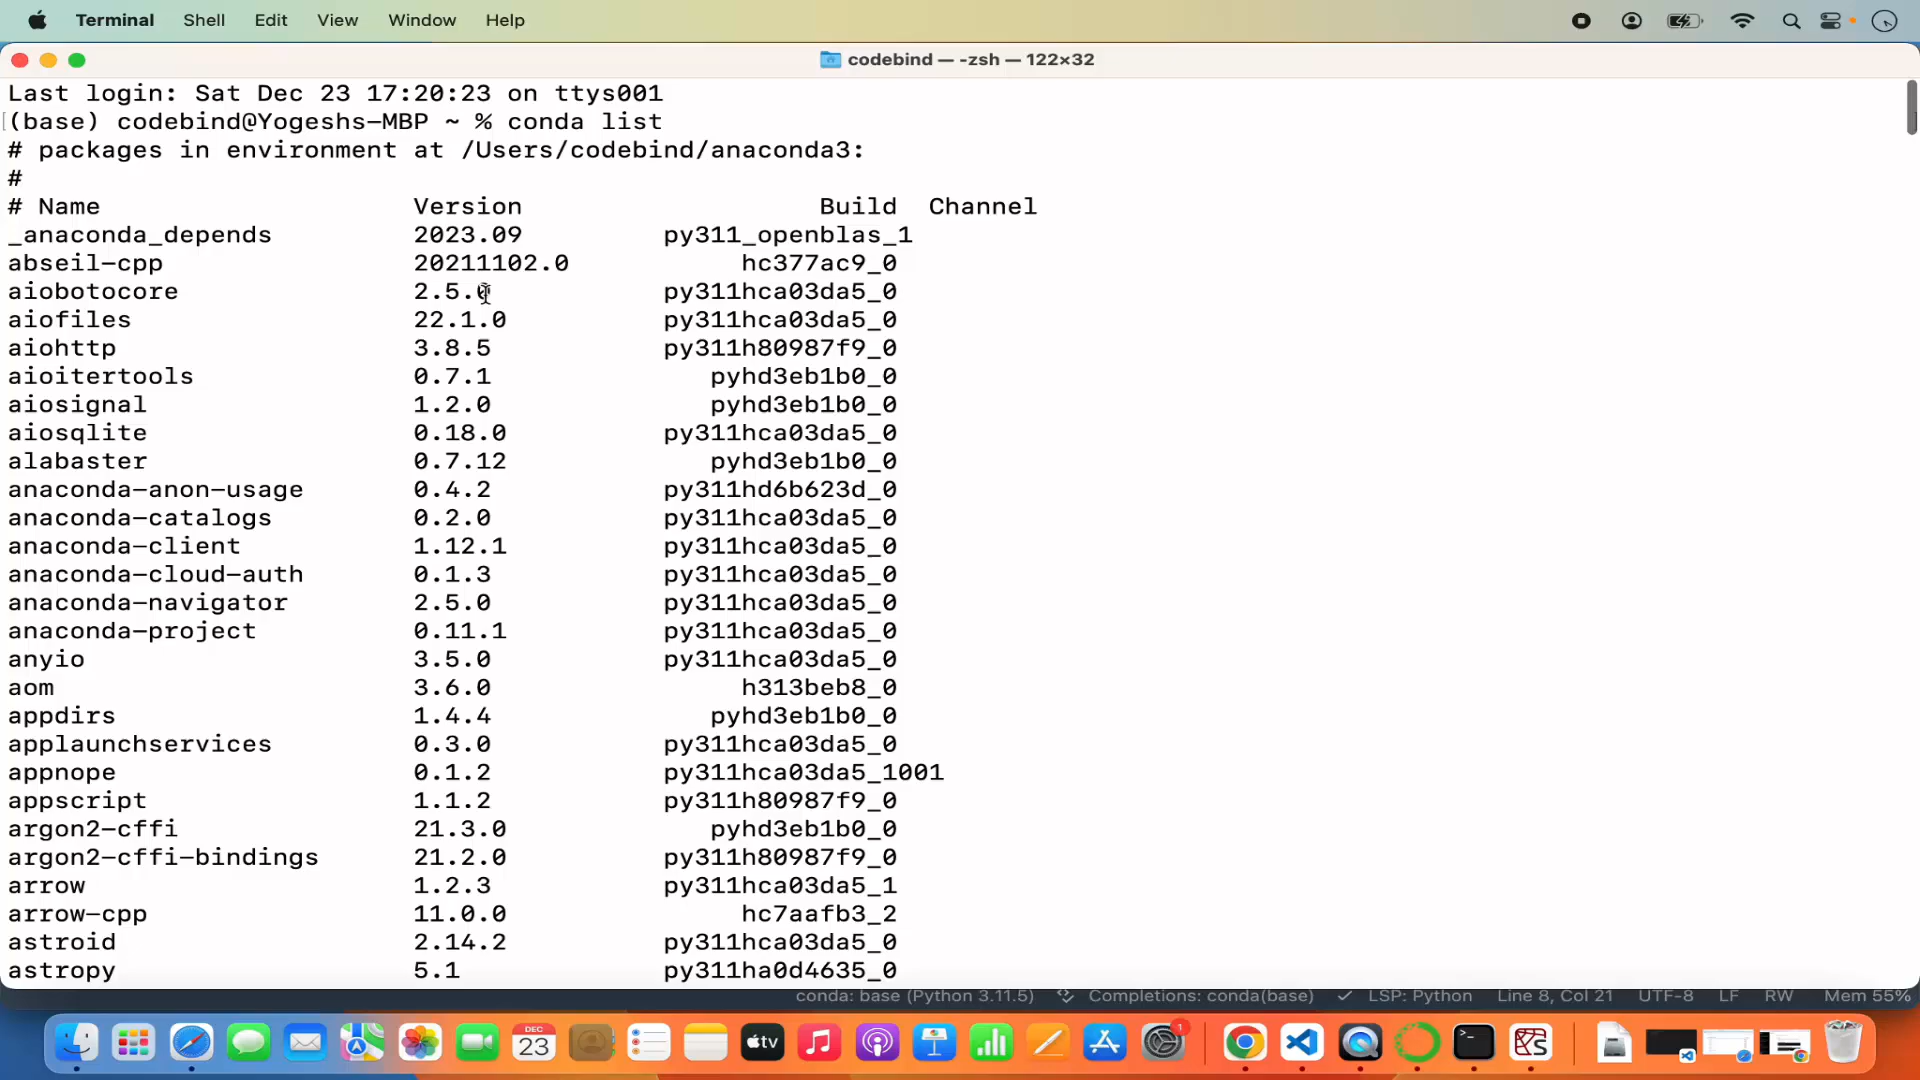 Terminal Shell Edit View Window Help
codebind — -zsh — 122×32
Last login: Sat Dec 23 17:20:23 on ttys001
(base) codebind@Yogeshs-MBP ~ % conda list
# packages in environment at /Users/codebind/anaconda3:
#
# Name Version Build Channel
_anaconda_depends 2023.09 py311_openblas_1
abseil-cpp 20211102.0 hc377ac9_0
aiobotocore 2.5.0 py311hca03da5_0
aiofiles 22.1.0 py311hca03da5_0
aiohttp 3.8.5 py311h80987f9_0
aioitertools 0.7.1 pyhd3eb1b0_0
aiosignal 1.2.0 pyhd3eb1b0_0
aiosqlite 0.18.0 py311hca03da5_0
alabaster 0.7.12 pyhd3eb1b0_0
anaconda-anon-usage 0.4.2 py311hd6b623d_0
anaconda-catalogs 0.2.0 py311hca03da5_0
anaconda-client 1.12.1 py311hca03da5_0
anaconda-cloud-auth 0.1.3 py311hca03da5_0
anaconda-navigator 2.5.0 py311hca03da5_0
anaconda-project 0.11.1 py311hca03da5_0
anyio 3.5.0 py311hca03da5_0
aom 3.6.0 h313beb8_0
appdirs 1.4.4 pyhd3eb1b0_0
applaunchservices 0.3.0 py311hca03da5_0
appnope 0.1.2 py311hca03da5_1001
appscript 1.1.2 py311h80987f9_0
argon2-cffi 21.3.0 pyhd3eb1b0_0
argon2-cffi-bindings 21.2.0 py311h80987f9_0
arrow 1.2.3 py311hca03da5_1
arrow-cpp 11.0.0 hc7aafb3_2
astroid 2.14.2 py311hca03da5_0
astropy 5.1 py311ha0d4635_0
conda: base (Python 3.11.5) Completions: conda(base) ✓ LSP: Python Line 8, Col 21 UTF-8 LF RW Mem 55%
DEC
23
tv
1